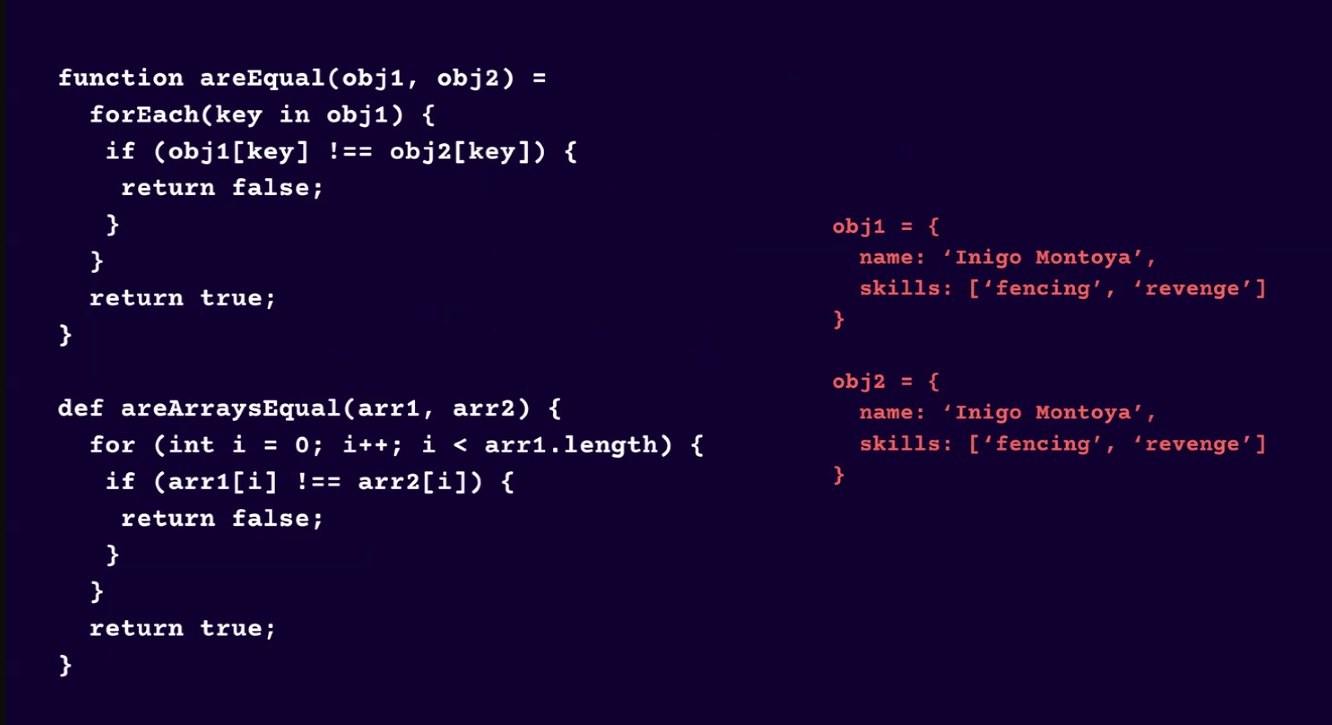 function areEqual(obj1, obj2) =
  forEach(key in obj1) {
   if (obj1[key] !== obj2[key]) {
    return false;
   }
  }
  return true;
}
def areArraysEqual(arr1, arr2) {
  for (int i = 0; i++; i < arr1.length) {
   if (arr1[i] !== arr2[i]) {
    return false;
   }
  }
  return true;
}
obj1 = {
  name: ‘Inigo Montoya’,
  skills: [‘fencing’, ‘revenge’]
}
obj2 = {
  name: ‘Inigo Montoya’,
  skills: [‘fencing’, ‘revenge’]
}